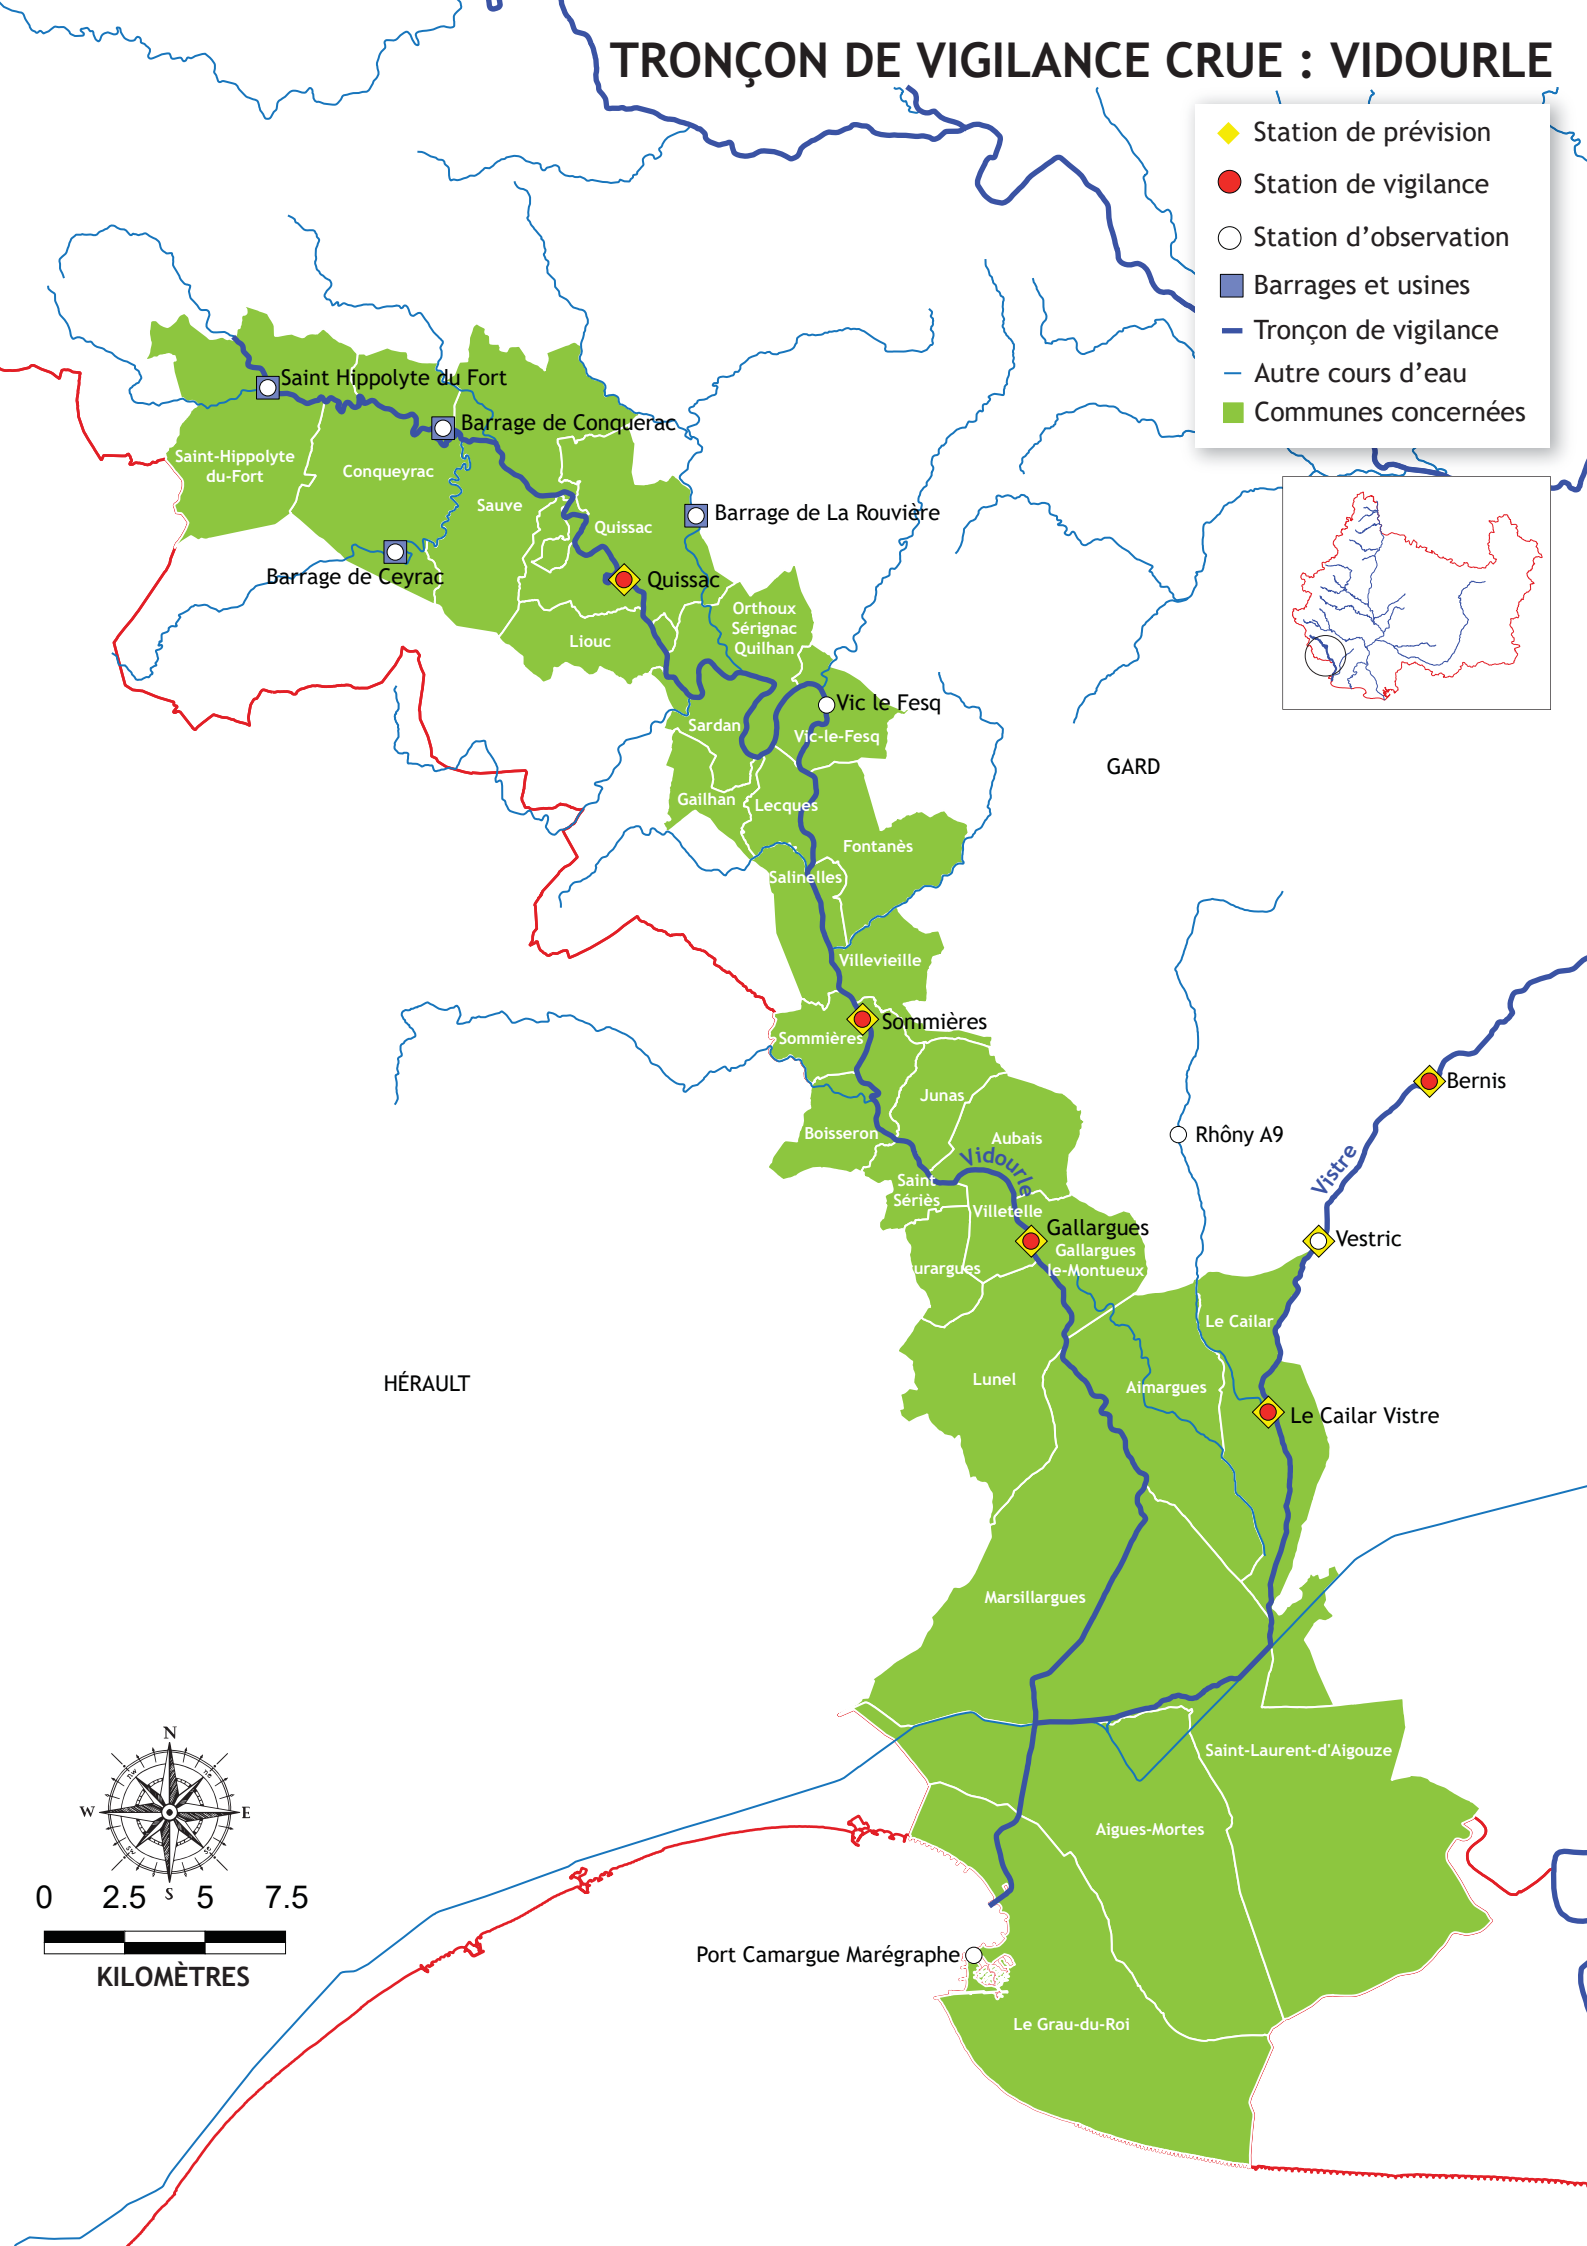 TRONÇON DE VIGILANCE CRUE : VIDOURLE
Station de prévision
Station de vigilance
Station d’observation
Barrages et usines
Tronçon de vigilance
Autre cours d’eau
Communes concernées
Saint Hippolyte du Fort
Barrage de Conquerac
Saint-Hippolyte
du-Fort
Conqueyrac
Sauve
Quissac
Barrage de La Rouvière
Barrage de Ceyrac
Quissac
Orthoux
Sérignac
Quilhan
Liouc
Vic le Fesq
Sardan
Vic-le-Fesq
GARD
Gailhan
Lecques
Fontanès
Salinelles
Villevieille
Sommières
Sommières
Bernis
Junas
Boisseron
Aubais
Rhôny A9
Vidourle
Vistre
Saint
Sériès
Villetelle
Gallargues
Gallargues
le-Montueux
Vestric
urargues
Le Cailar
HÉRAULT
Lunel
Aimargues
Le Cailar Vistre
Marsillargues
Saint-Laurent-d'Aigouze
Aigues-Mortes
N
nw
ne
W
E
sw
se
S
0 2.5 5 7.5
KILOMÈTRES
Port Camargue Marégraphe
Le Grau-du-Roi